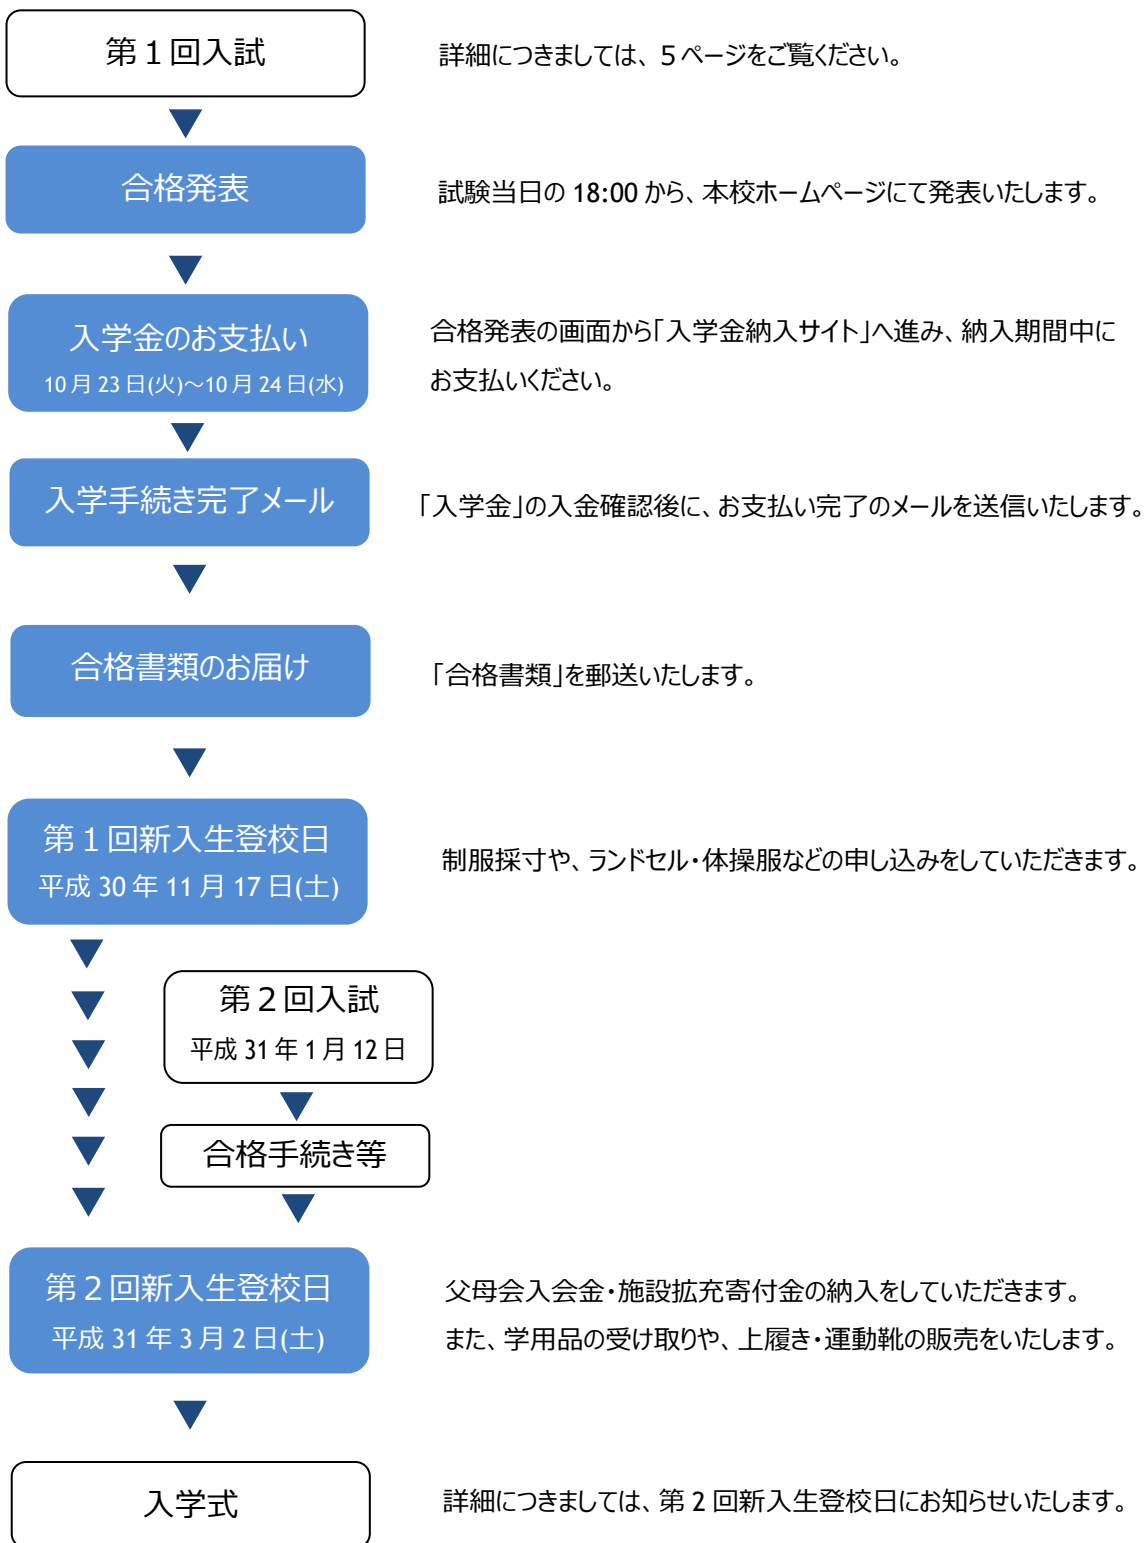 第１回入試
詳細につきましては、５ページをご覧ください。
合格発表
試験当日の 18:00 から、本校ホームページにて発表いたします。
入学金のお支払い
10 月 23 日(火)～10 月 24 日(水)
合格発表の画面から「入学金納入サイト」へ進み、納入期間中に
お支払いください。
入学手続き完了メール
「入学金」の入金確認後に、お支払い完了のメールを送信いたします。
合格書類のお届け
「合格書類」を郵送いたします。
第１回新入生登校日
平成 30 年 11 月 17 日(土)
制服採寸や、ランドセル・体操服などの申し込みをしていただきます。
第２回入試
平成 31 年 1 月 12 日
合格手続き等
第２回新入生登校日
平成 31 年 3 月 2 日(土)
父母会入会金・施設拡充寄付金の納入をしていただきます。
また、学用品の受け取りや、上履き・運動靴の販売をいたします。
入学式
詳細につきましては、第 2 回新入生登校日にお知らせいたします。